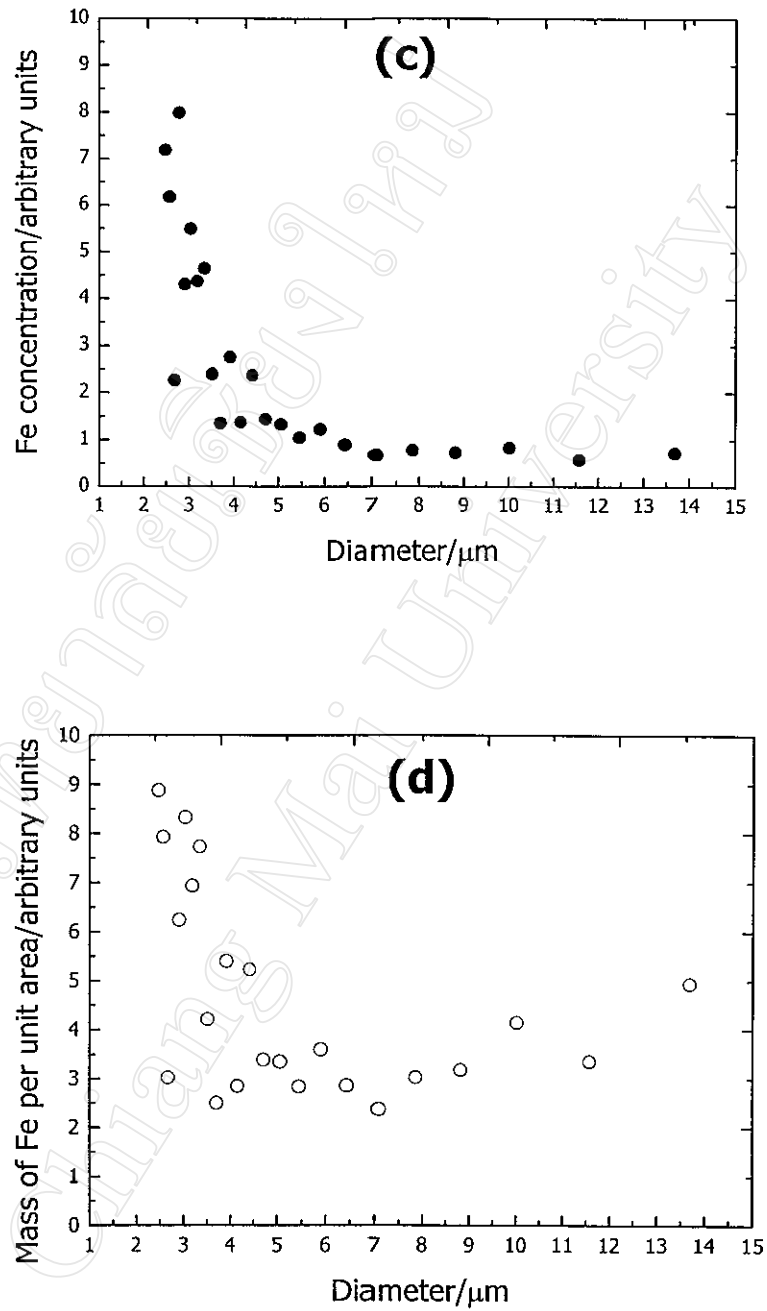 (c)
Fe concentration/arbitrary units
10
9
8
7
6
5
4
3
2
1
0
1 2 3 4 5 6 7 8 9 10 11 12 13 14 15
Diameter/μm
(d)
Mass of Fe per unit area/arbitrary units
10
9
8
7
6
5
4
3
2
1
0
1 2 3 4 5 6 7 8 9 10 11 12 13 14 15
Diameter/μm
Chiang Mai University